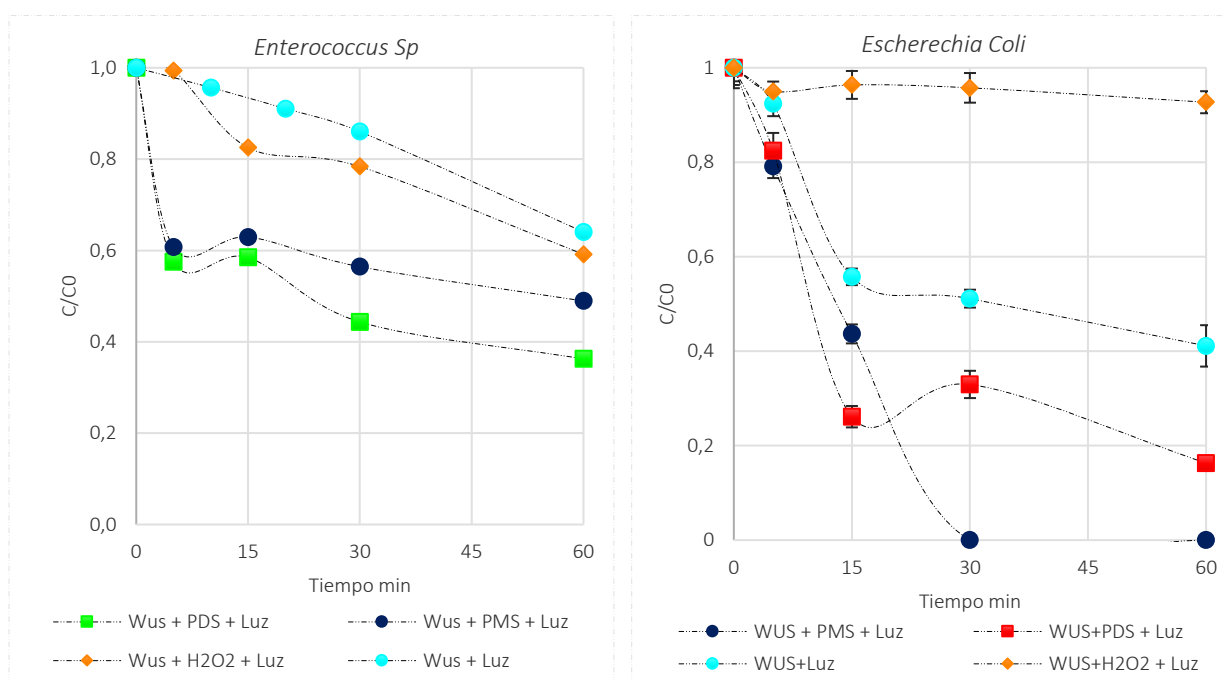 Enterococcus Sp
1,0
0,8
0,6
0,4
0,2
0,0
C/C0
0 15 30 45 60
Tiempo min
Wus + PDS + Luz Wus + PMS + Luz
Wus + H2O2 + Luz Wus + Luz
Escherechia Coli
1
0,8
0,6
0,4
0,2
0
C/C0
0 15 30 45 60
Tiempo min
WUS + PMS + Luz WUS+PDS + Luz
WUS+Luz WUS+H2O2 + Luz